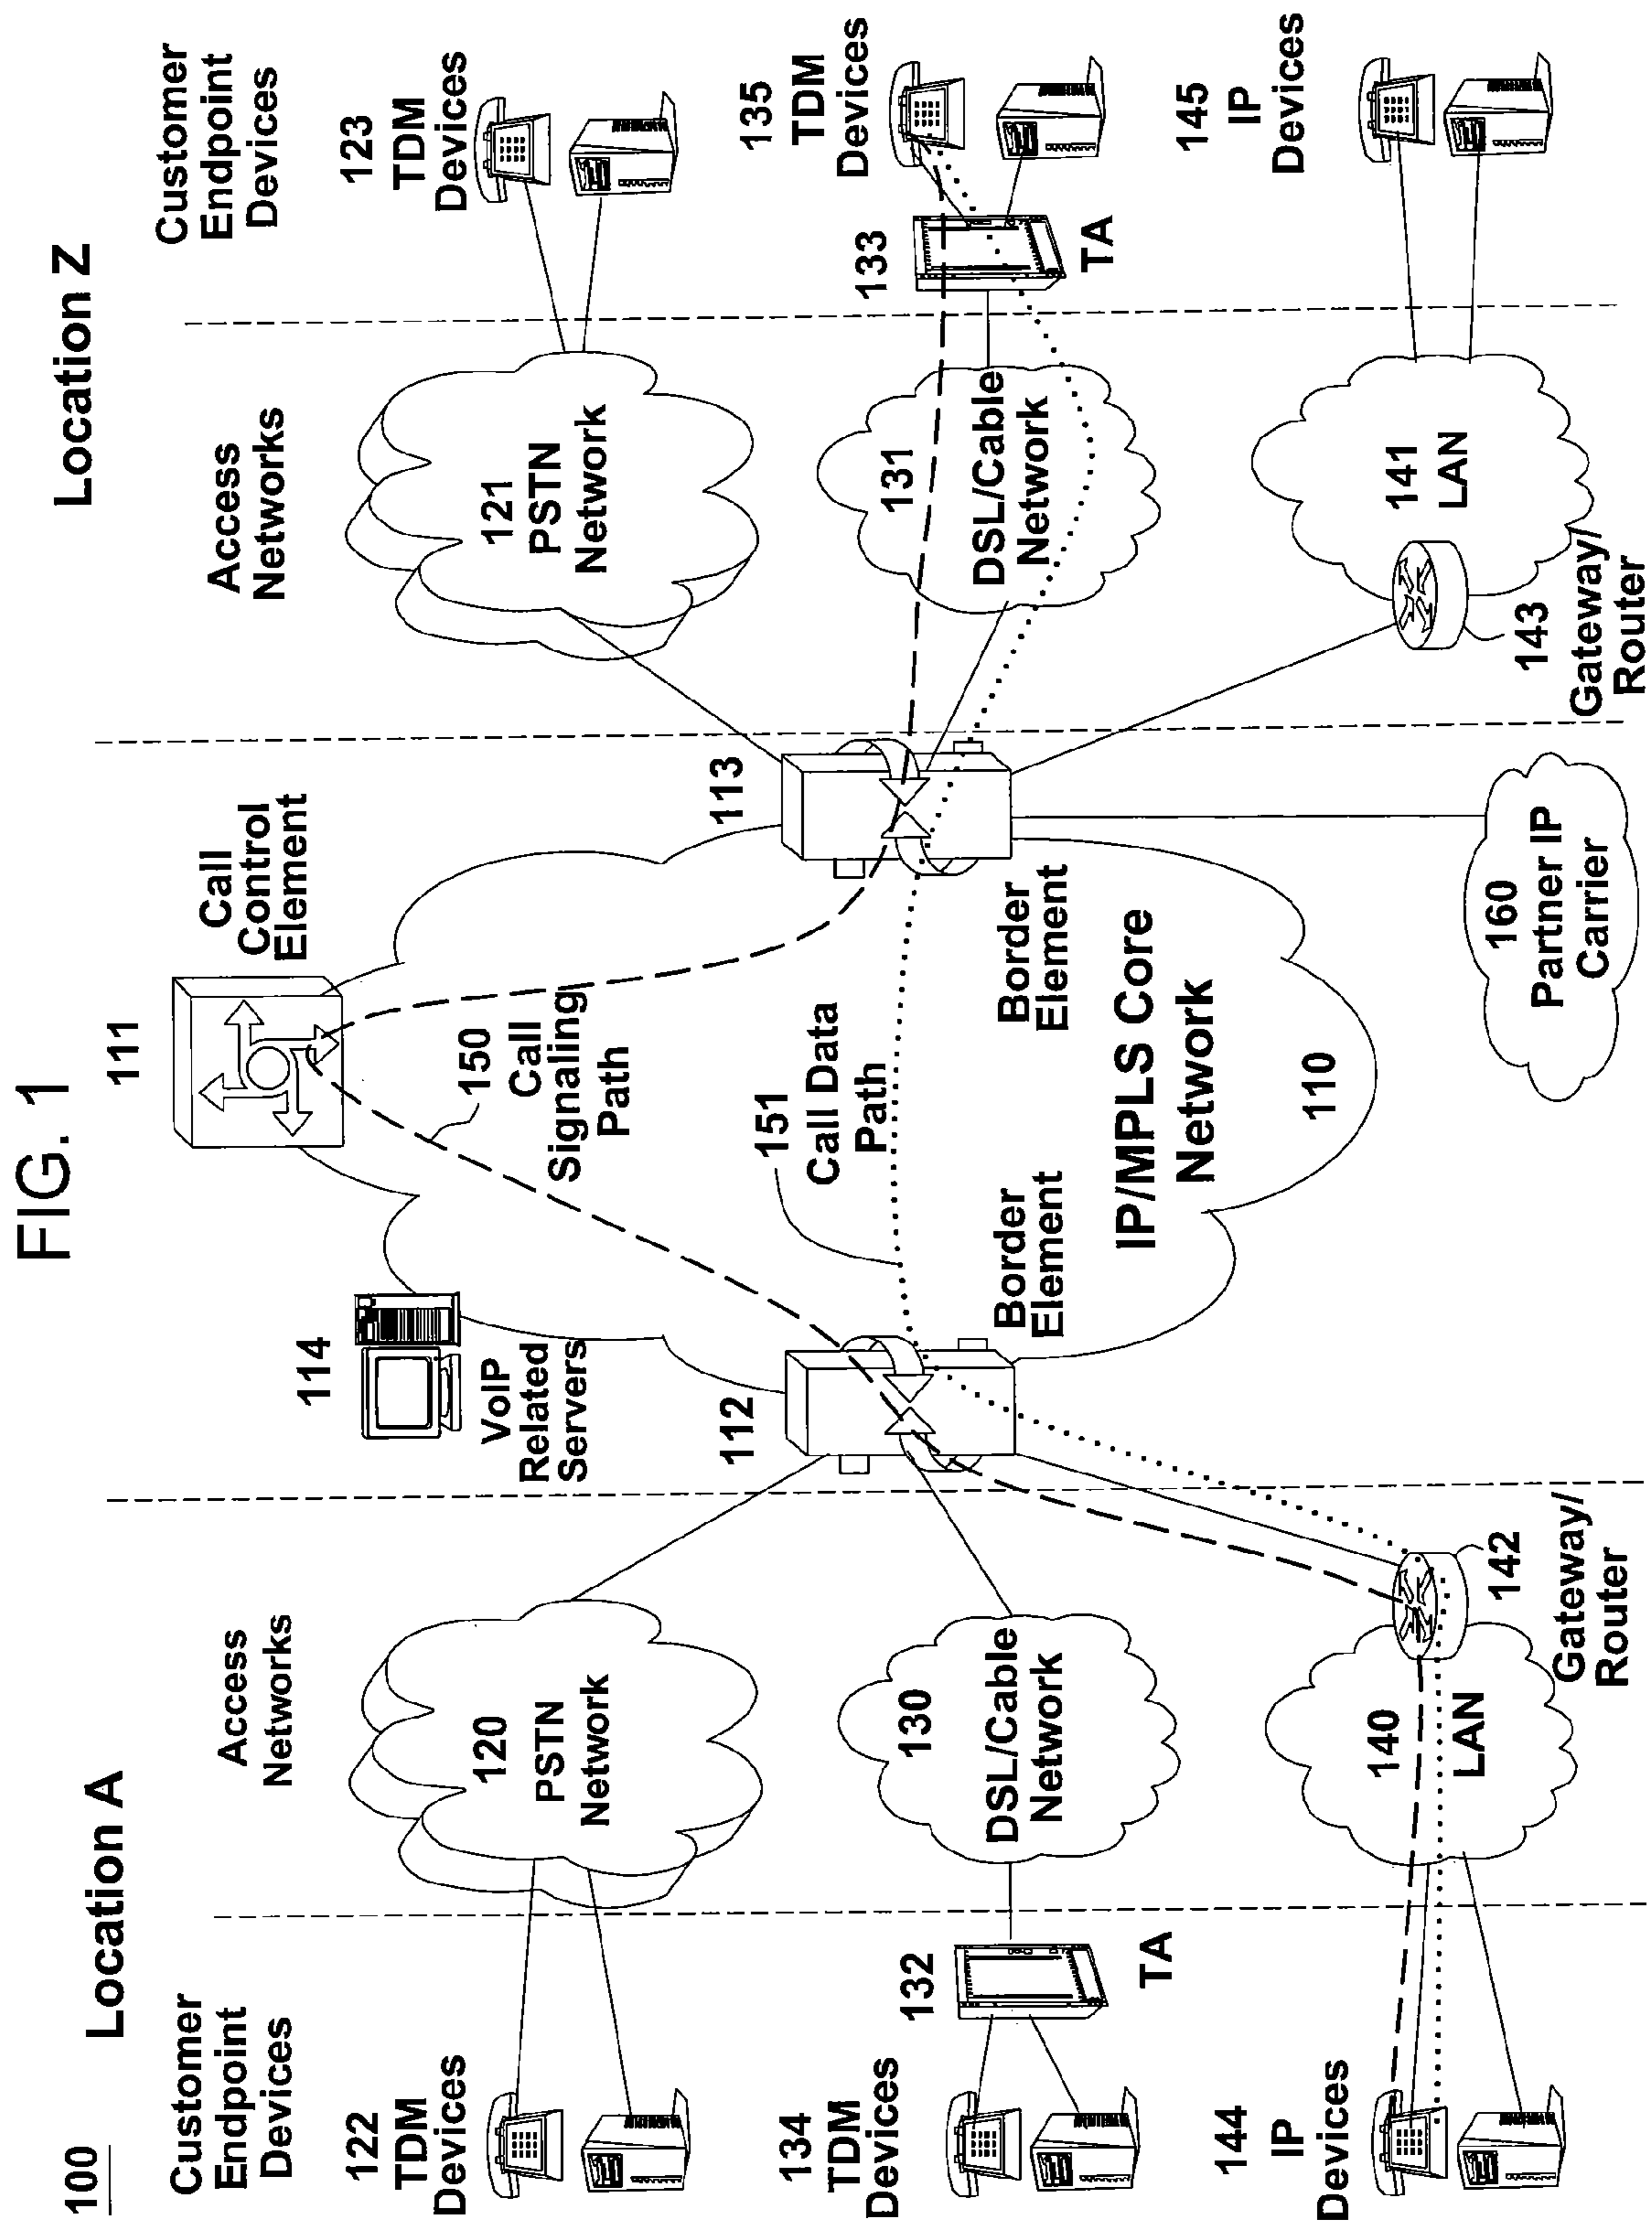 FIG. 1
100
Location A
Location Z
Customer
Endpoint
Devices
Access
Networks
114
VoIP
Related
Servers
111
Call
Control
Element
Access
Networks
Customer
Endpoint
Devices
122
TDM
Devices
120
PSTN
Network
150
Call
Signaling
Path
121
PSTN
Network
123
TDM
Devices
134
TDM
Devices
132
TA
130
DSL/Cable
Network
112
Border
Element
151
Call Data
Path
113
Border
Element
131
DSL/Cable
Network
133
TA
135
TDM
Devices
IP/MPLS Core
Network
110
144
IP
Devices
140
LAN
142
Gateway/
Router
160
Partner IP
Carrier
143
Gateway/
Router
141
LAN
145
IP
Devices